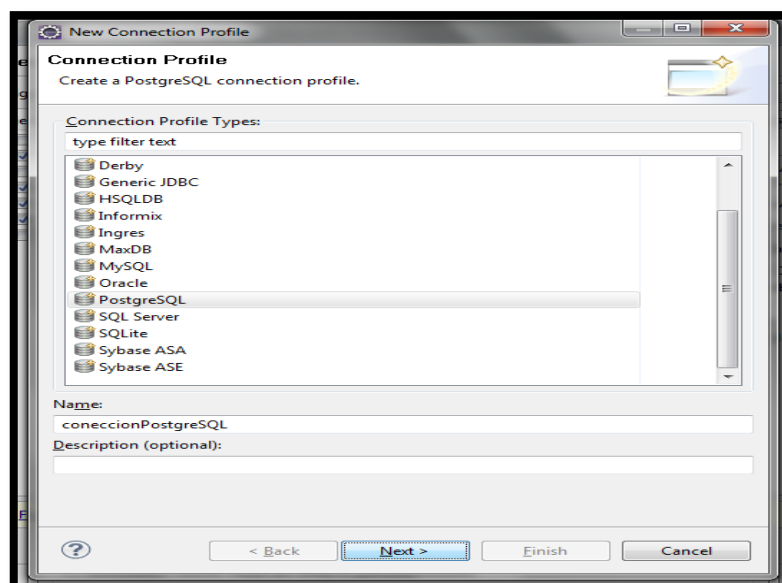 New Connection Profile
Connection Profile
Create a PostgreSQL connection profile.
Connection Profile Types:
type filter text
Derby
Generic JDBC
HSQLDB
Informix
Ingres
MaxDB
MySQL
Oracle
PostgreSQL
SQL Server
SQLite
Sybase ASA
Sybase ASE
Name:
coneccionPostgreSQL
Description (optional):
? < Back Next > Finish Cancel